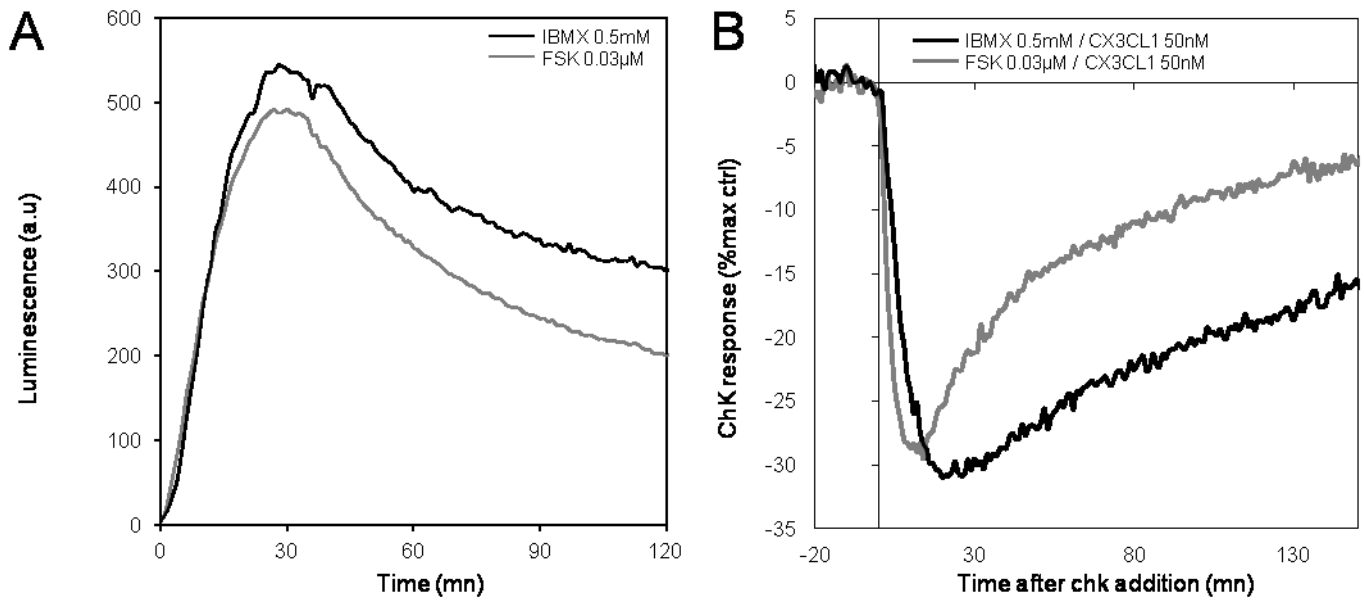 A
600
500
400
300
200
100
0
0 30 60 90 120
Luminescence (a.u)
Time (mn)
IBMX 0.5mM
FSK 0.03µM
B
5
0
-5
-10
-15
-20
-25
-30
-35
-20 30 80 130
ChK response (%max ctrl)
Time after chk addition (mn)
IBMX 0.5mM / CX3CL1 50nM
FSK 0.03µM / CX3CL1 50nM